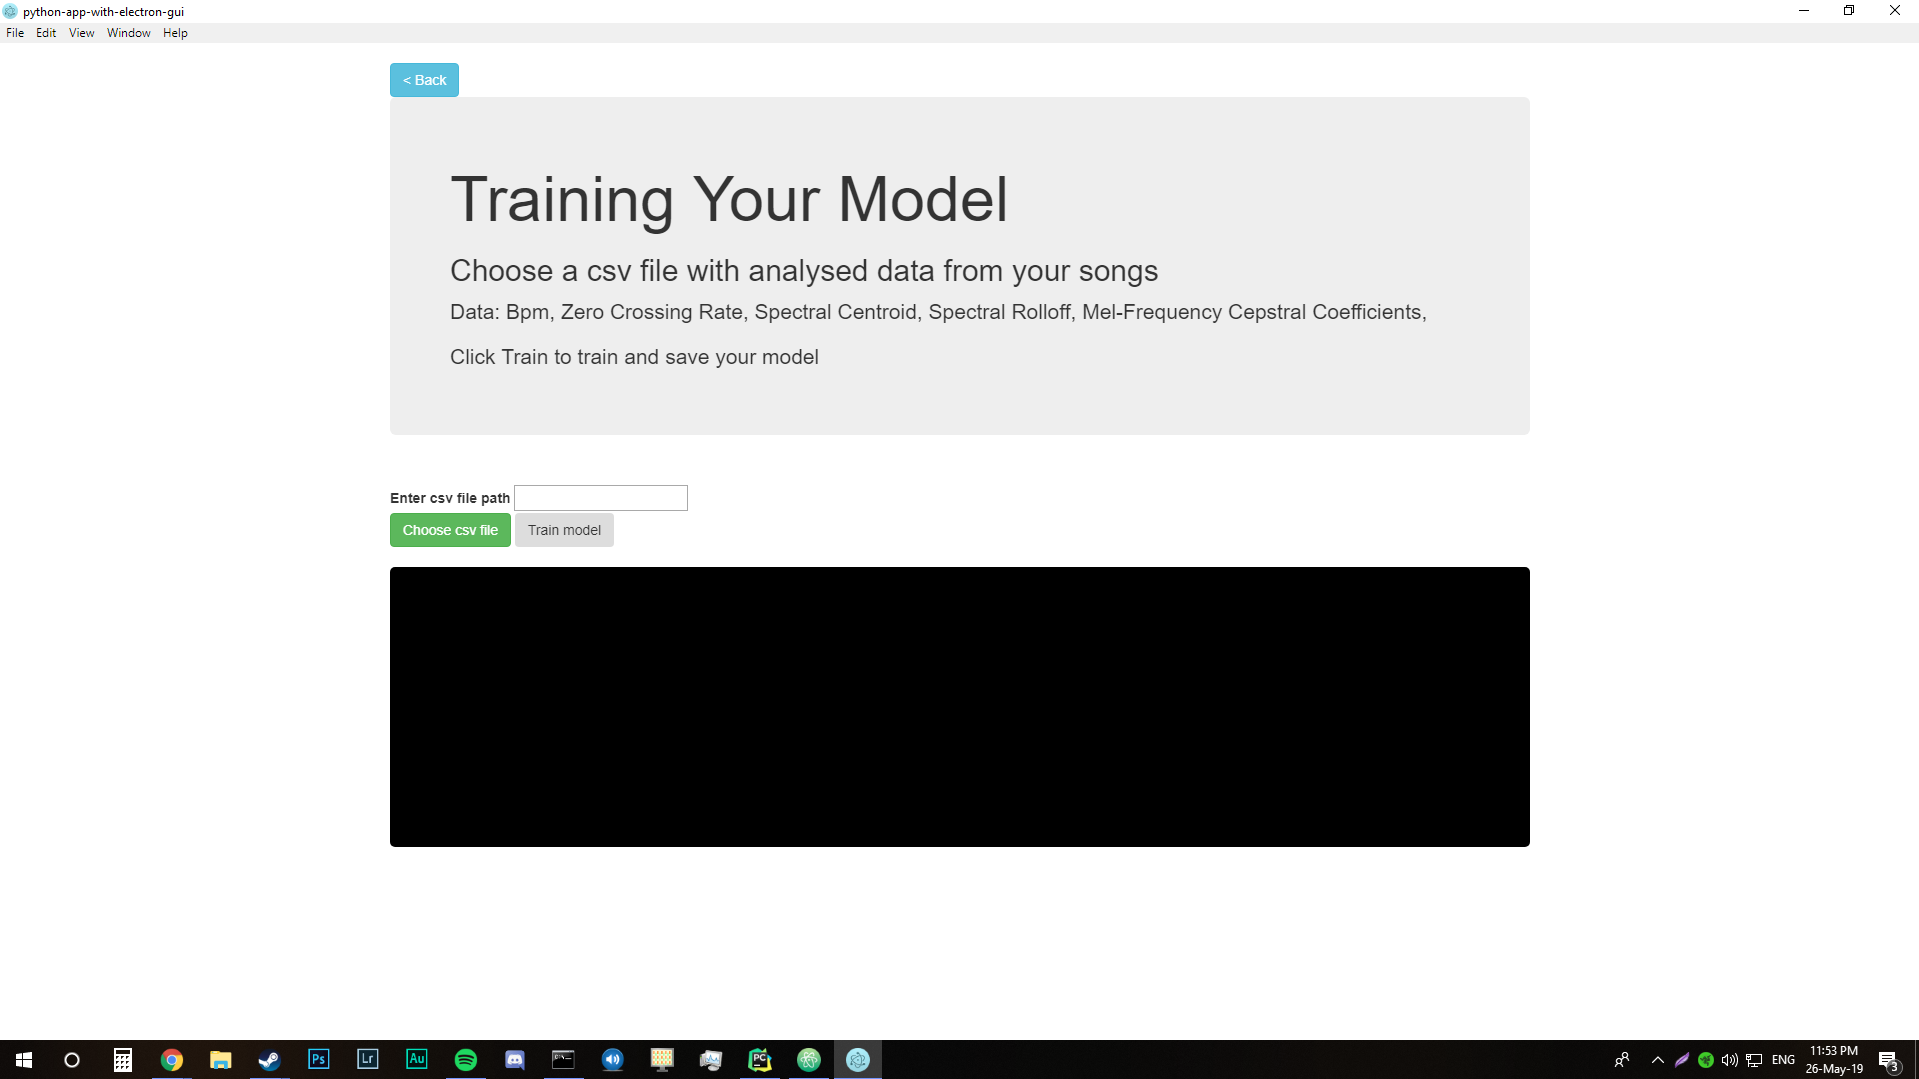 python-app-with-electron-gui
File Edit View Window Help
< Back
Training Your Model
Choose a csv file with analysed data from your songs
Data: Bpm, Zero Crossing Rate, Spectral Centroid, Spectral Rolloff, Mel-Frequency Cepstral Coefficients,
Click Train to train and save your model
Enter csv file path
Choose csv file Train model
Ps Lr Au PC ENG 11:53 PM
26-May-19 3